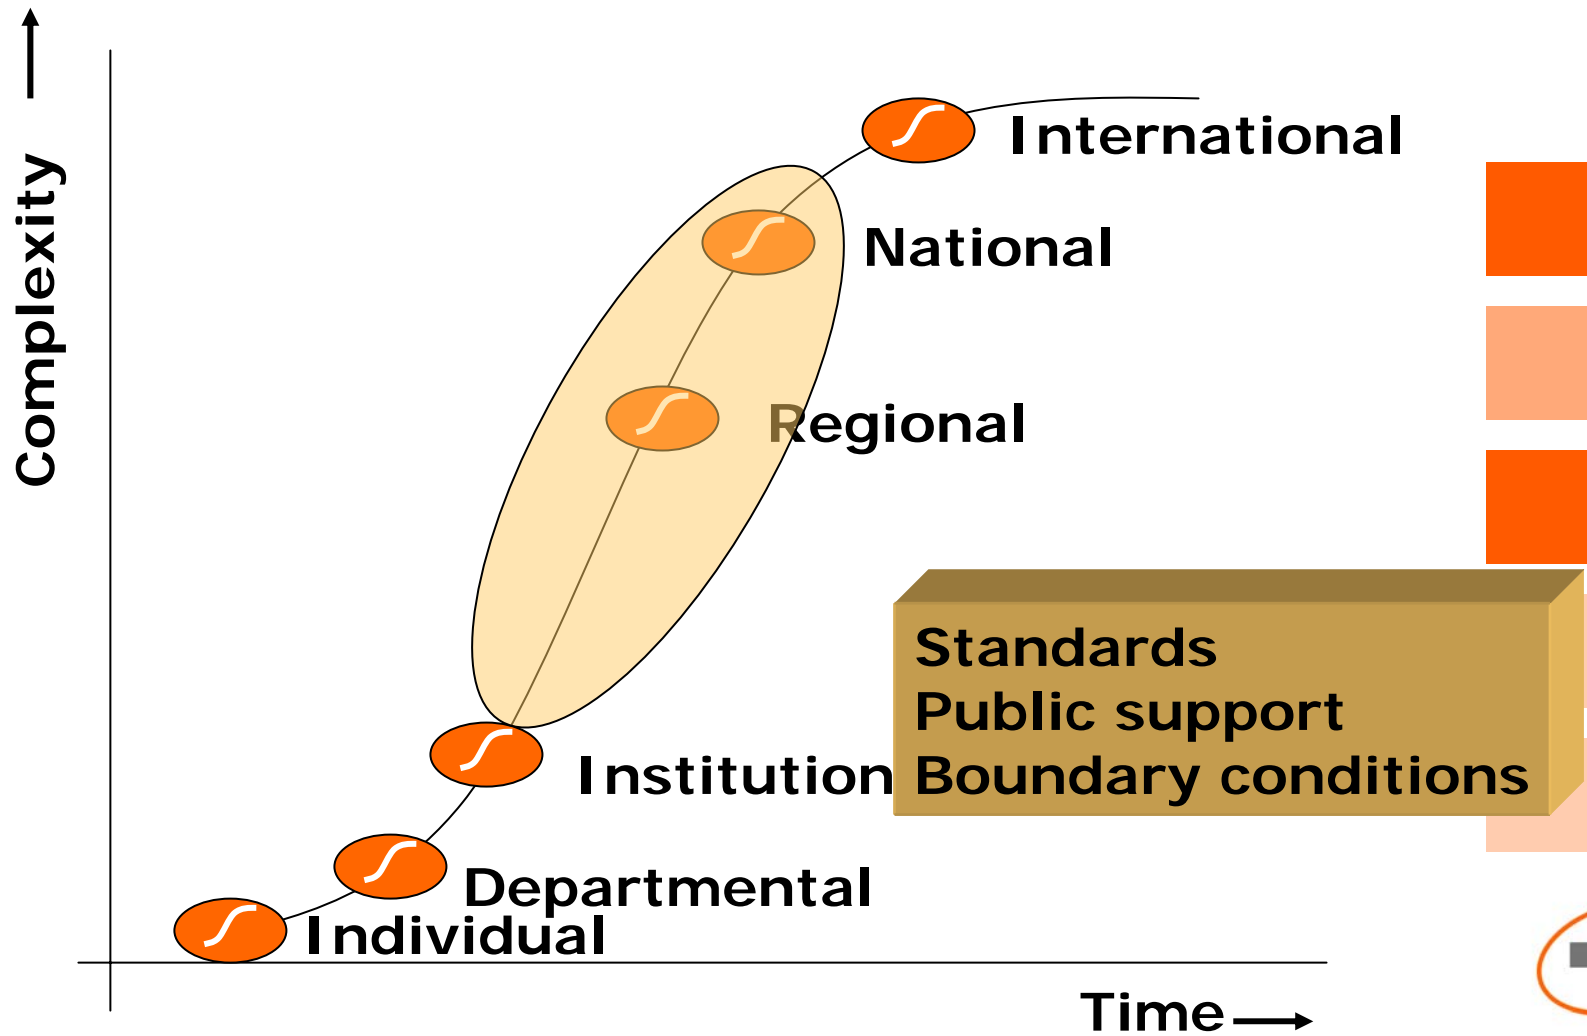 Complexity
International
National
Regional
Standards
Public support
Institution
Boundary conditions
Departmental
Individual
Time